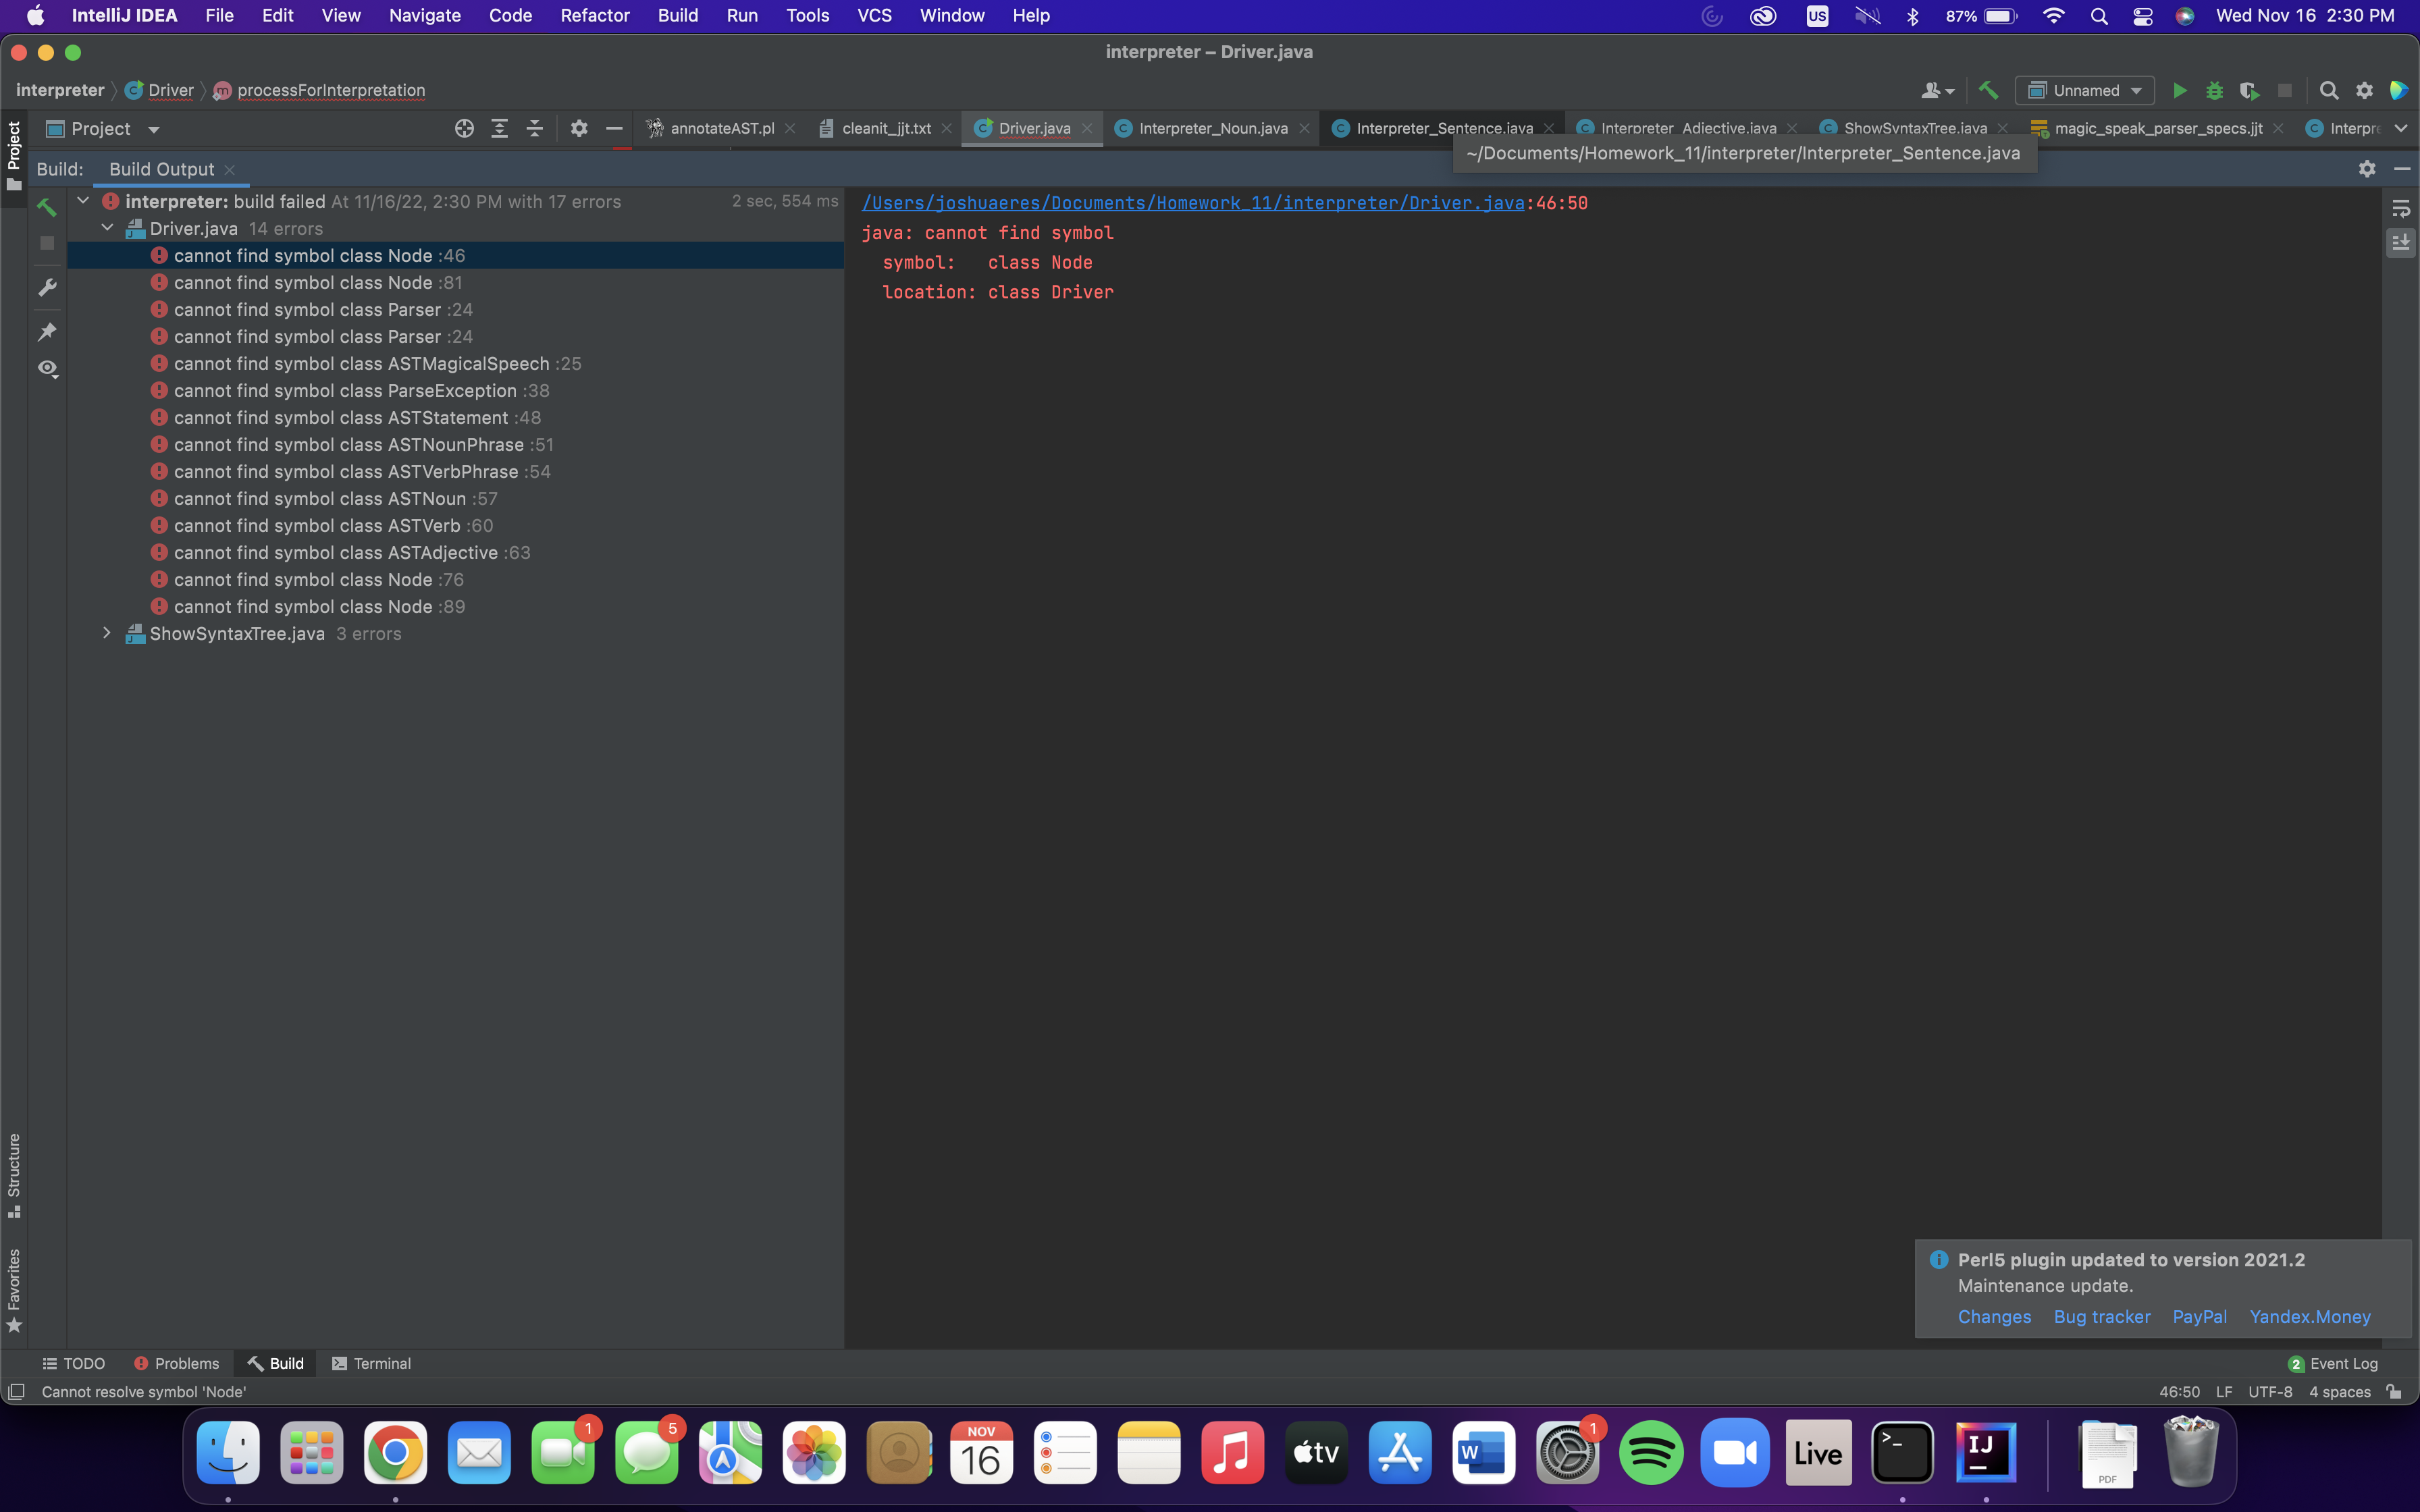 IntelliJ IDEA File Edit View Navigate Code Refactor Build Run Tools VCS Window Help US 87% Wed Nov 16 2:30 PM
interpreter – Driver.java
interpreter Driver processForInterpretation Unnamed
Project
Project annotateAST.pl cleanit_jjt.txt Driver.java Interpreter_Noun.java Interpreter_Sentence.java Interpreter_Adjective.java ShowSyntaxTree.java magic_speak_parser_specs.jjt Interpre
~/Documents/Homework_11/interpreter/Interpreter_Sentence.java
Build: Build Output
interpreter: build failed At 11/16/22, 2:30 PM with 17 errors 2 sec, 554 ms
Driver.java 14 errors
cannot find symbol class Node :46
cannot find symbol class Node :81
cannot find symbol class Parser :24
cannot find symbol class Parser :24
cannot find symbol class ASTMagicalSpeech :25
cannot find symbol class ParseException :38
cannot find symbol class ASTStatement :48
cannot find symbol class ASTNounPhrase :51
cannot find symbol class ASTVerbPhrase :54
cannot find symbol class ASTNoun :57
cannot find symbol class ASTVerb :60
cannot find symbol class ASTAdjective :63
cannot find symbol class Node :76
cannot find symbol class Node :89
ShowSyntaxTree.java 3 errors
/Users/joshuaeres/Documents/Homework_11/interpreter/Driver.java:46:50
java: cannot find symbol
symbol: class Node
location: class Driver
Structure
Favorites
Perl5 plugin updated to version 2021.2
Maintenance update.
Changes Bug tracker PayPal Yandex.Money
TODO Problems Build Terminal 2 Event Log
Cannot resolve symbol 'Node' 46:50 LF UTF-8 4 spaces
1
5
NOV
16
tv
W
1
Live
>_
IJ
PDF